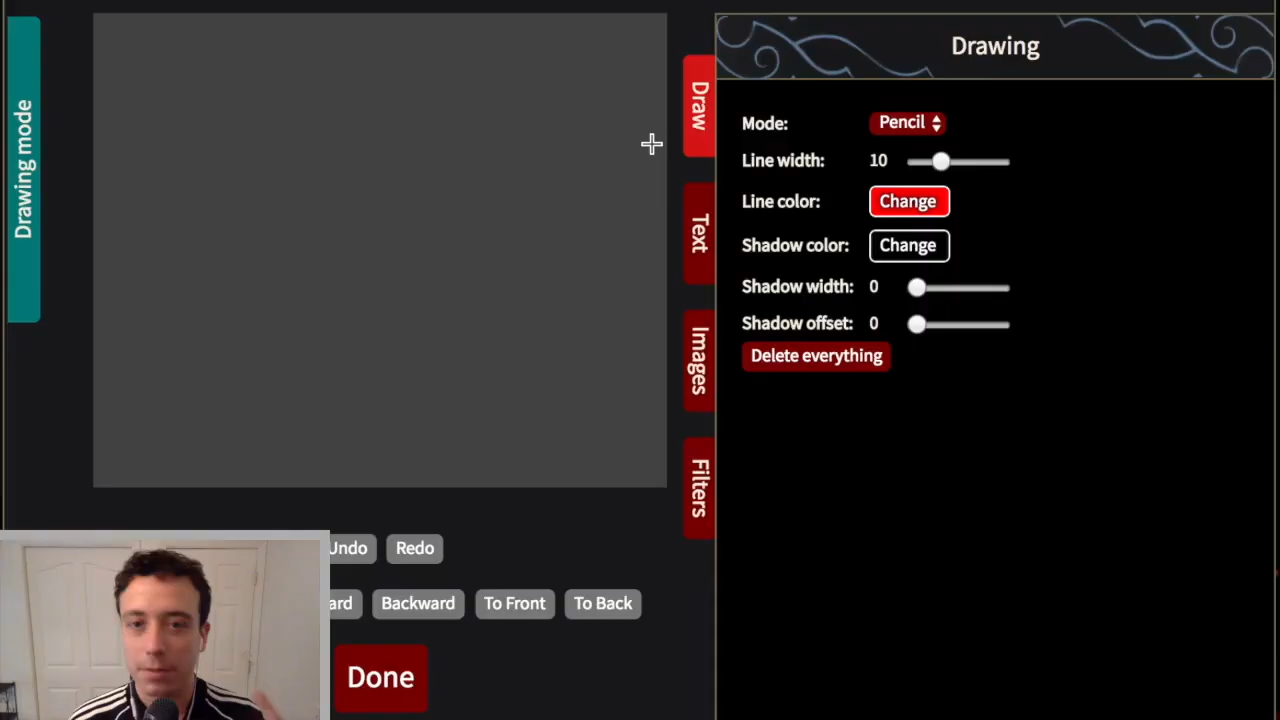 Drawing mode
Drawing
Draw
Text
Images
Filters
Mode: Pencil
Line width: 10
Line color: Change
Shadow color: Change
Shadow width: 0
Shadow offset: 0
Delete everything
Undo Redo
ard Backward To Front To Back
Done